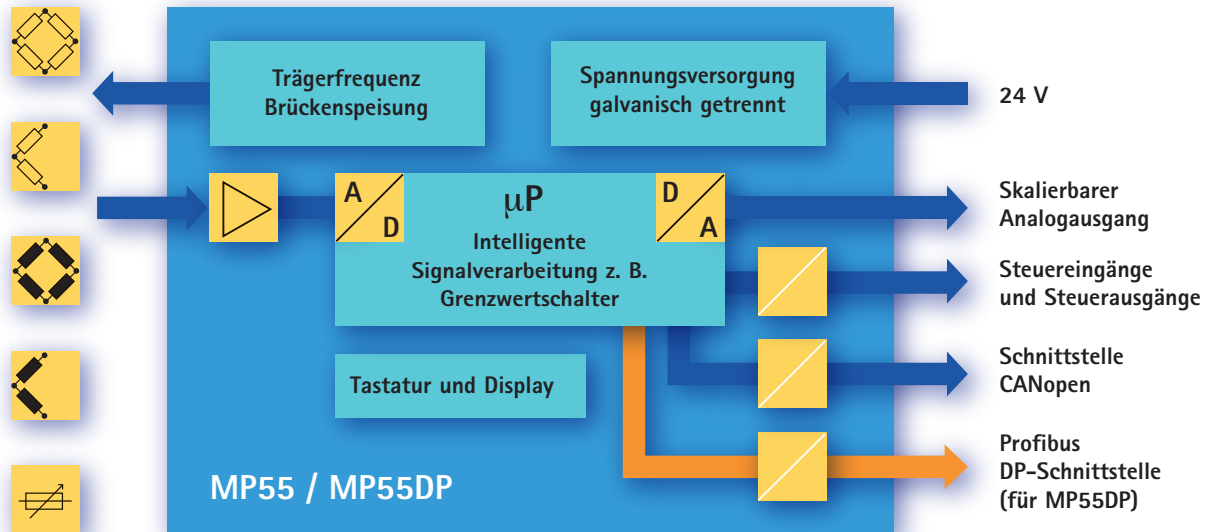 Trägerfrequenz
Brückenspeisung
Spannungsversorgung
galvanisch getrennt
24 V
A
D
µP
D
A
Intelligente
Signalverarbeitung z. B.
Grenzwertschalter
Skalierbarer
Analogausgang
Steuereingänge
und Steuerausgänge
Schnittstelle
CANopen
Tastatur und Display
Profibus
DP-Schnittstelle
(für MP55DP)
MP55 / MP55DP